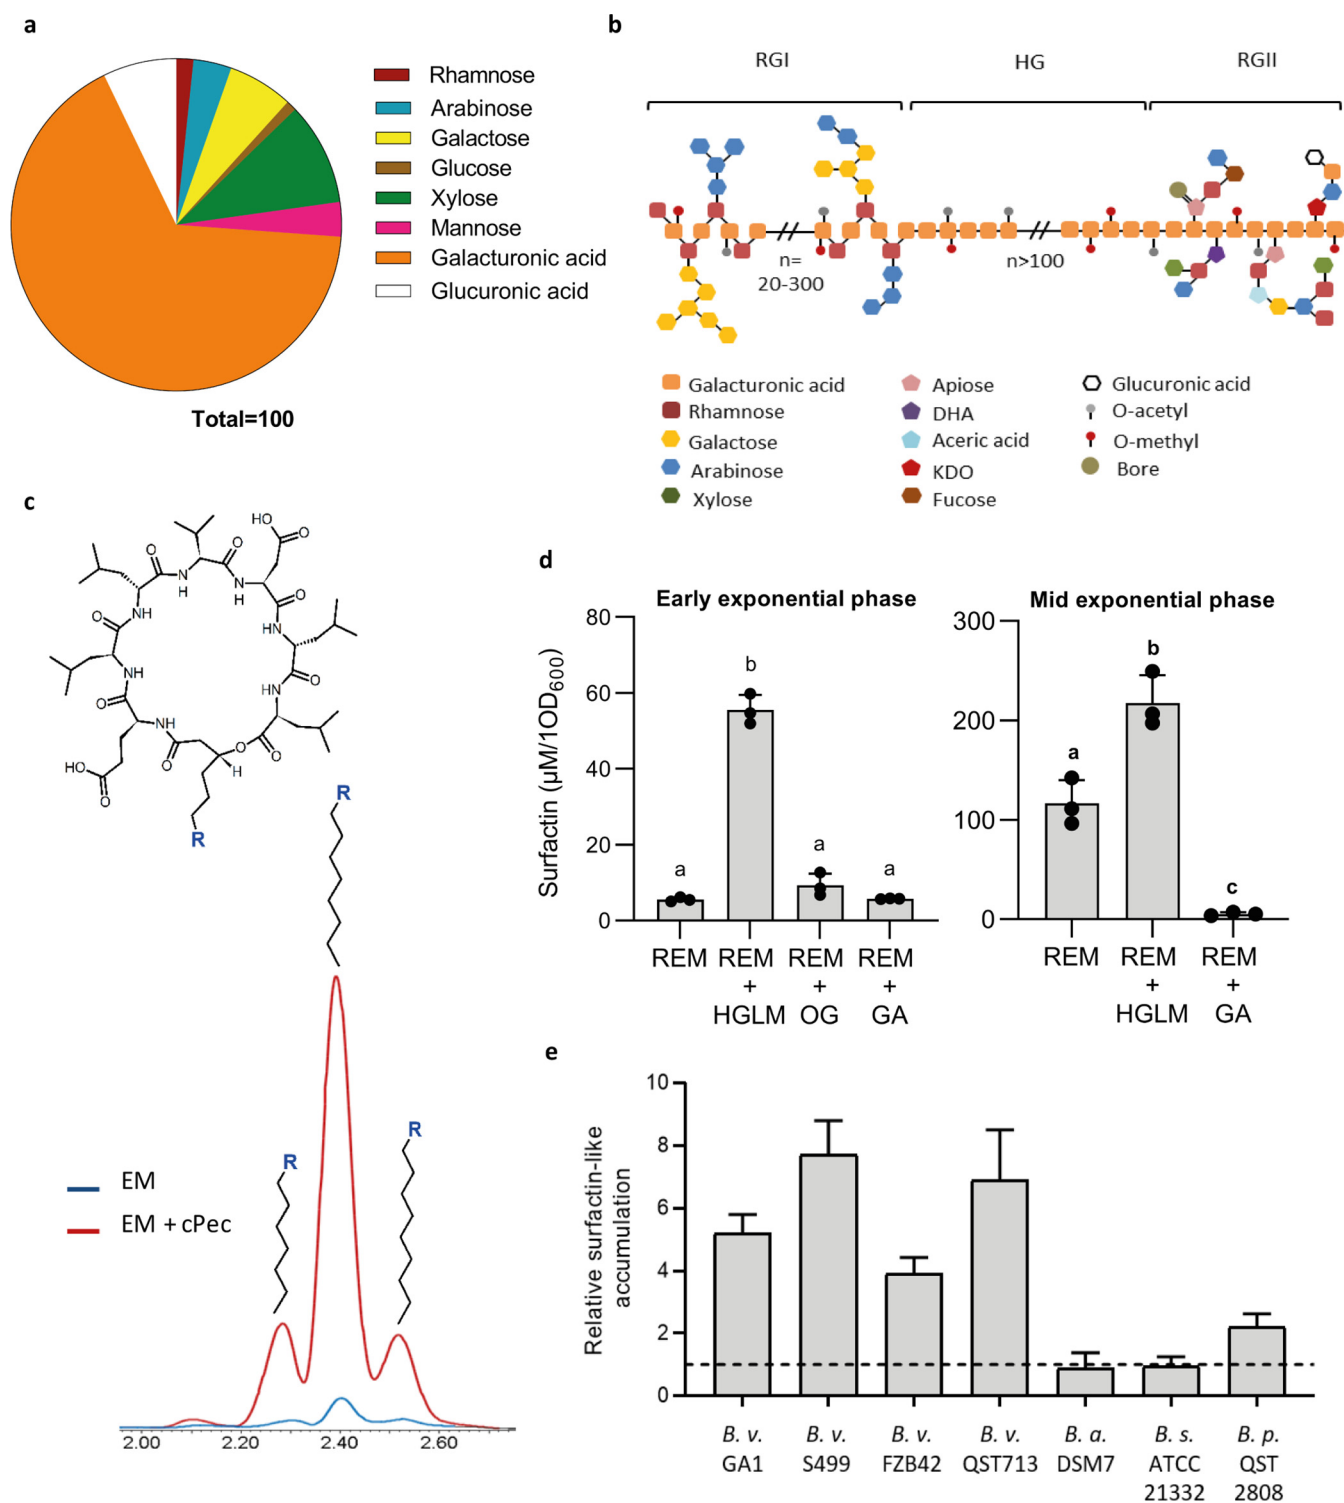 a
Rhamnose
Arabinose
Galactose
Glucose
Xylose
Mannose
Galacturonic acid
Glucuronic acid
Total=100
b
RGI
HG
RGII
n=
20-300
n>100
Galacturonic acid
Rhamnose
Galactose
Arabinose
Xylose
Apiose
DHA
Aceric acid
KDO
Fucose
Glucuronic acid
O-acetyl
O-methyl
Bore
c
HO
O
O
N
H
O
N
H
O
NH
O
HN
O
NH
HN
O
O
NH
O
O
H
O
HO
O
R
R
R
R
EM
EM + cPec
2.00
2.20
2.40
2.60
d
Early exponential phase
Surfactin (µM/1OD600)
80
60
40
20
0
a
b
a
a
REM
REM
+
HGLM
REM
+
OG
REM
+
GA
Mid exponential phase
300
200
100
0
a
b
c
REM
REM
+
HGLM
REM
+
GA
e
Relative surfactin-like
accumulation
10
8
6
4
2
0
B. v.
GA1
B. v.
S499
B. v.
FZB42
B. v.
QST713
B. a.
DSM7
B. s.
ATCC
21332
B. p.
QST
2808